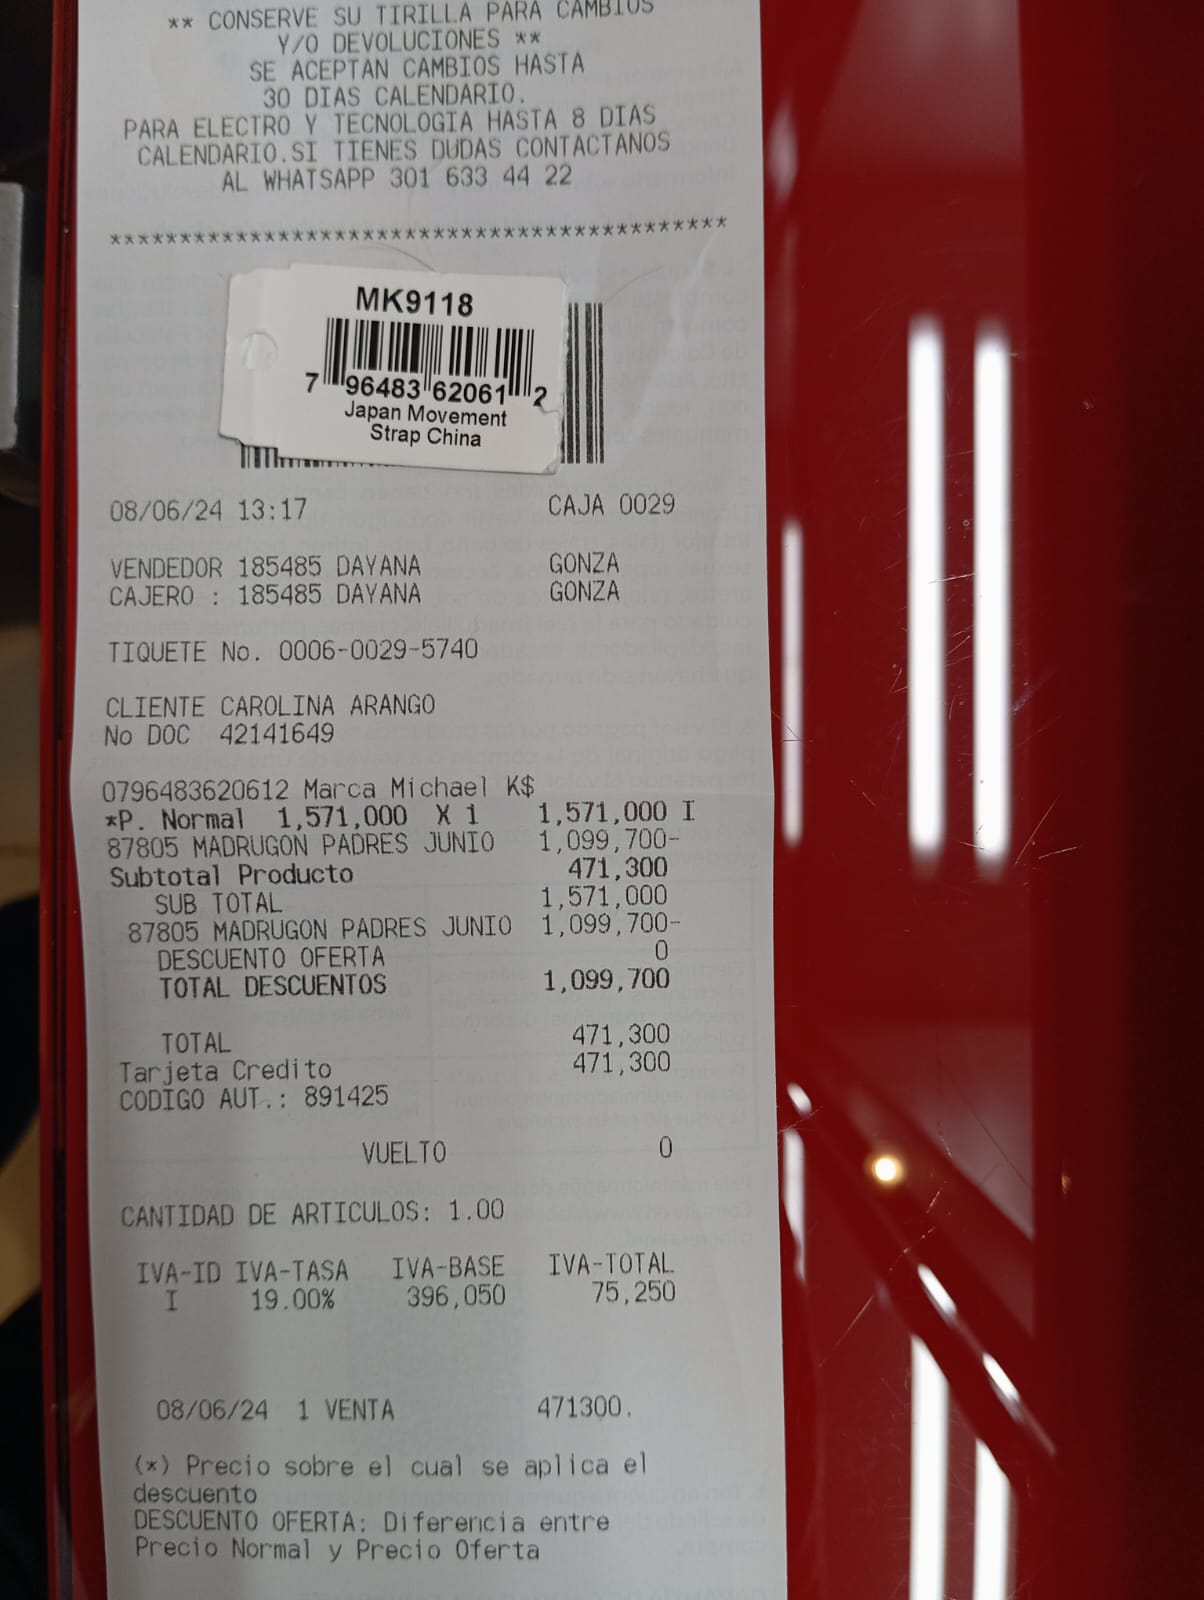 ** CONSERVE SU TIRILLA PARA CAMBIOS
Y/O DEVOLUCIONES **
SE ACEPTAN CAMBIOS HASTA
30 DIAS CALENDARIO.
PARA ELECTRO Y TECNOLOGIA HASTA 8 DIAS
CALENDARIO.SI TIENES DUDAS CONTACTANOS
AL WHATSAPP 301 633 44 22
********************************************
MK9118
7 96483 62061 2
Japan Movement
Strap China
08/06/24 13:17 CAJA 0029
VENDEDOR 185485 DAYANA GONZA
CAJERO : 185485 DAYANA GONZA
TIQUETE No. 0006-0029-5740
CLIENTE CAROLINA ARANGO
No DOC 42141649
0796483620612 Marca Michael K$
*P. Normal 1,571,000 X 1 1,571,000 I
87805 MADRUGON PADRES JUNIO 1,099,700-
Subtotal Producto 471,300
SUB TOTAL 1,571,000
87805 MADRUGON PADRES JUNIO 1,099,700-
DESCUENTO OFERTA 0
TOTAL DESCUENTOS 1,099,700
TOTAL 471,300
Tarjeta Credito 471,300
CODIGO AUT.: 891425
VUELTO 0
CANTIDAD DE ARTICULOS: 1.00
IVA-ID IVA-TASA IVA-BASE IVA-TOTAL
I 19.00% 396,050 75,250
08/06/24 1 VENTA 471300.
(*) Precio sobre el cual se aplica el
descuento
DESCUENTO OFERTA: Diferencia entre
Precio Normal y Precio Oferta